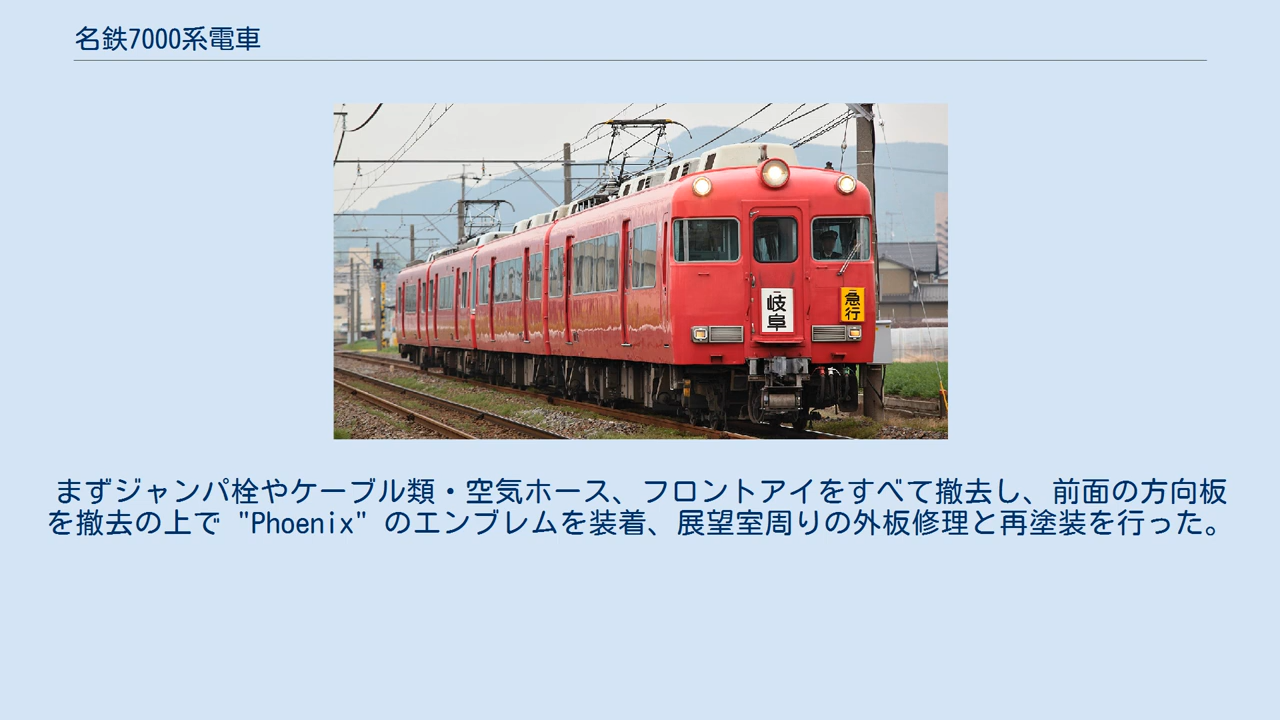 名鉄7000系電車
岐阜
急行
まずジャンパ栓やケーブル類・空気ホース、フロントアイをすべて撤去し、前面の方向板
を撤去の上で "Phoenix" のエンブレムを装着、展望室周りの外板修理と再塗装を行った。